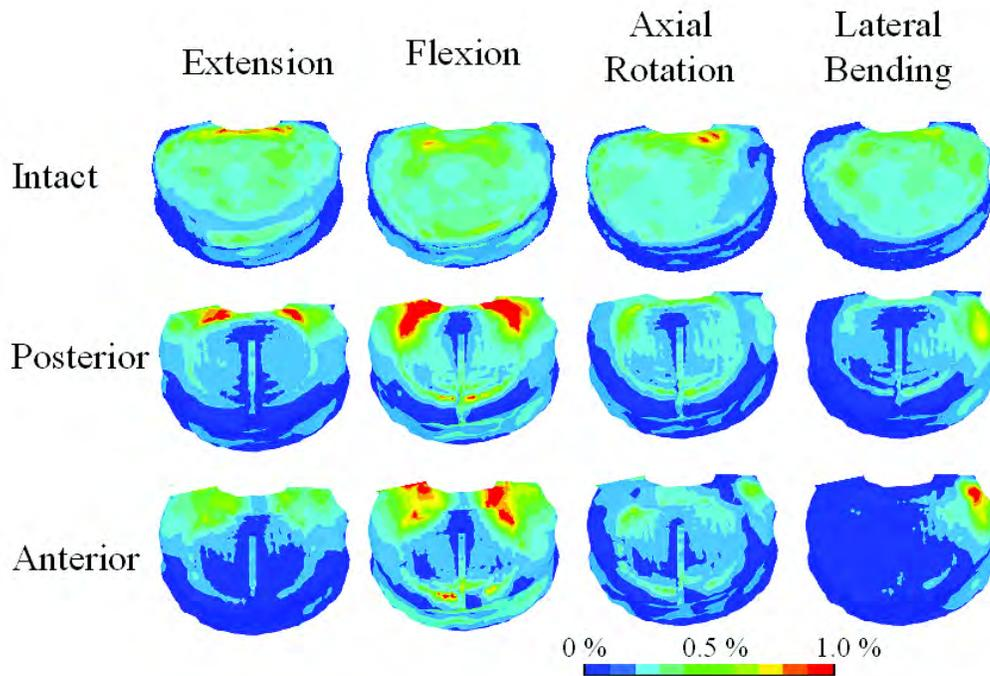 Extension Flexion Axial Rotation Lateral Bending
Intact
Posterior
Anterior
0 % 0.5 % 1.0 %